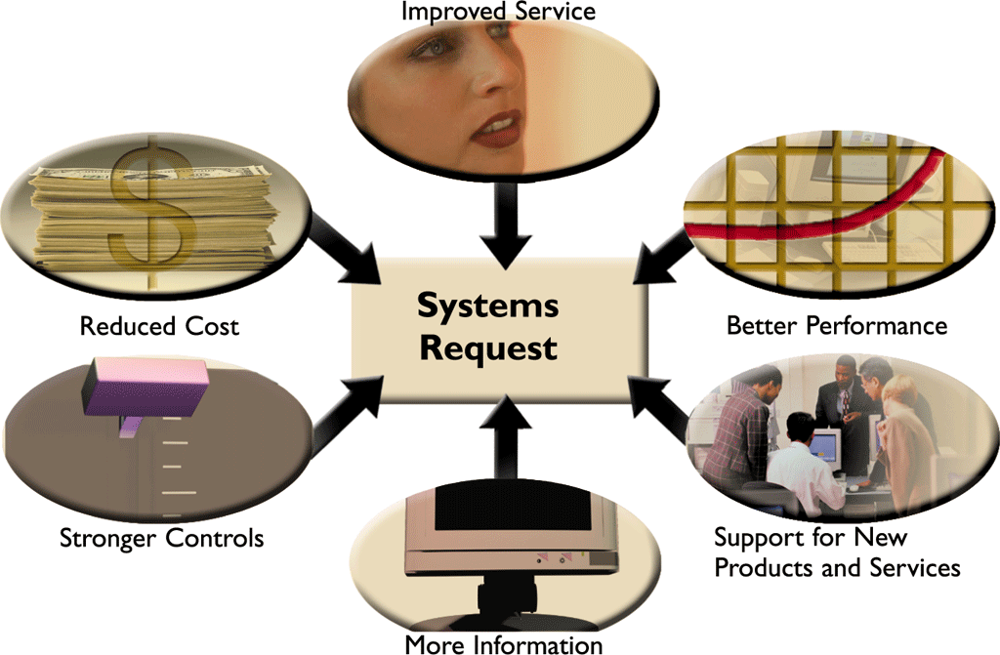 Improved Service
$
Systems
Request
Reduced Cost
Better Performance
Stronger Controls
Support for New
Products and Services
More Information